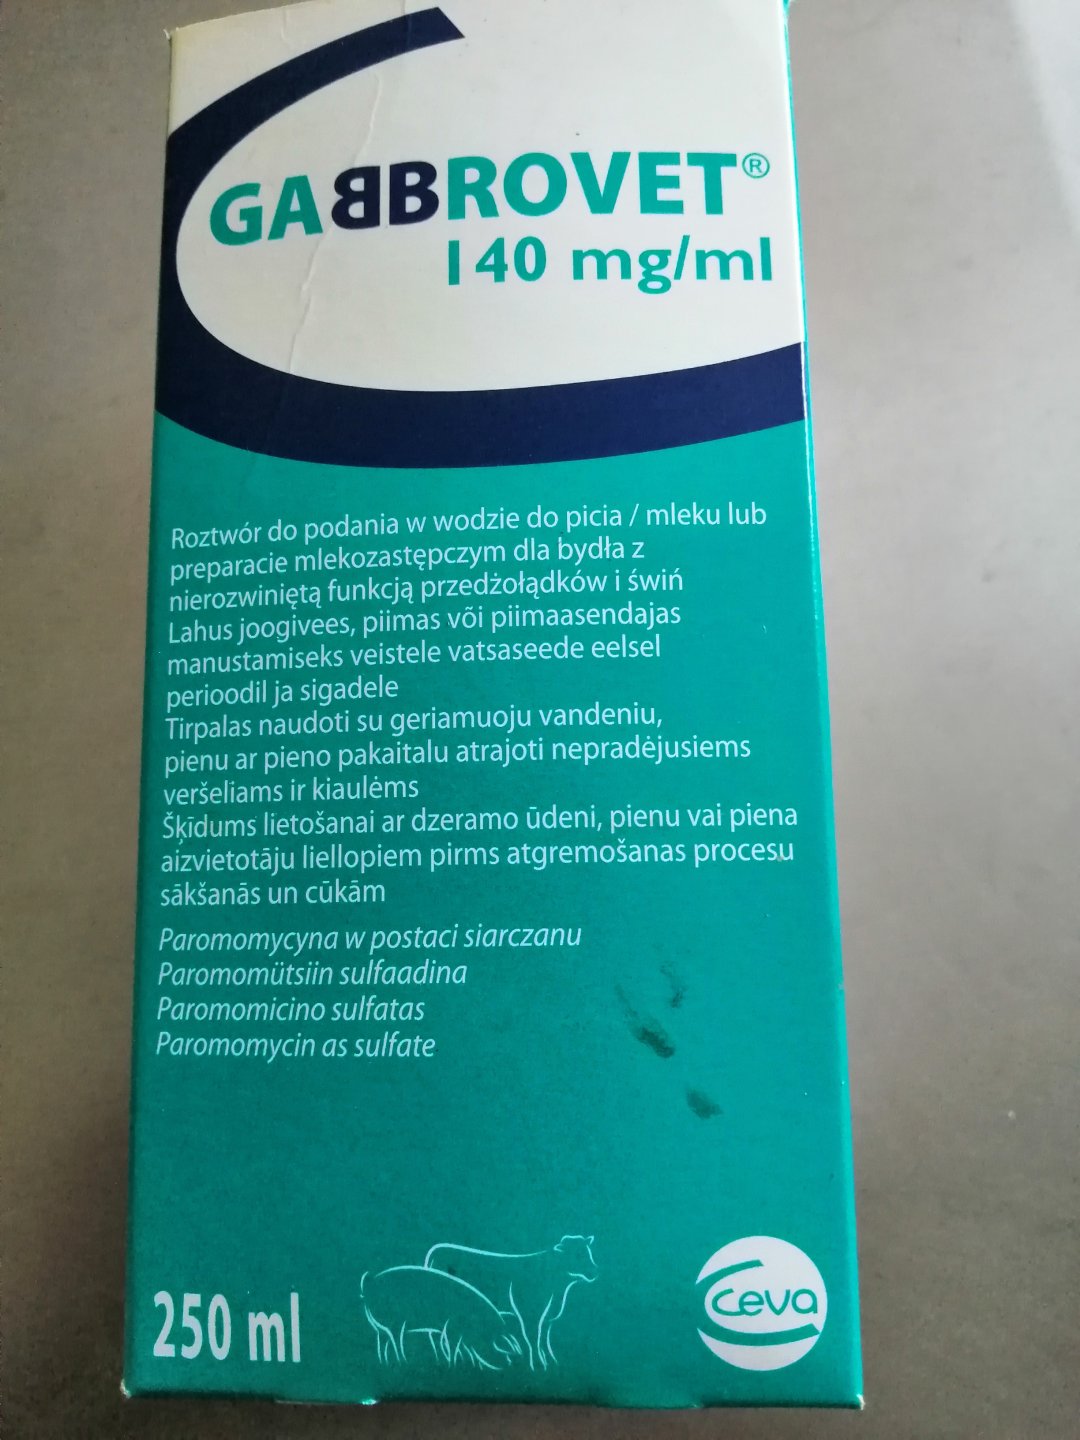 GABBROVET®
140 mg/ml
Roztwór do podania w wodzie do picia / mleku lub
preparacie mlekozastępczym dla bydła z
nierozwiniętą funkcją przedżołądków i świń
Lahus joogivees, piimas või piimaasendajas
manustamiseks veistele vatsaseede eelsel
perioodil ja sigadele
Tirpalas naudoti su geriamuoju vandeniu,
pienu ar pieno pakaitalu atrajoti nepradėjusiems
veršeliams ir kiaulėms
Šķīdums lietošanai ar dzeramo ūdeni, pienu vai piena
aizvietotāju liellopiem pirms atgremošanas procesu
sākšanās un cūkām
Paromomycyna w postaci siarczanu
Paromomütsiin sulfaadina
Paromomicino sulfatas
Paromomycin as sulfate
250 ml
Ceva